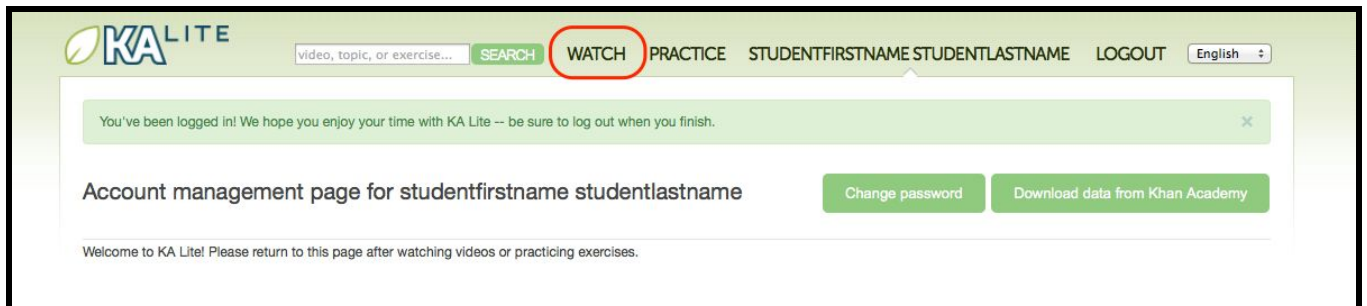 KA LITE
video, topic, or exercise... SEARCH WATCH PRACTICE STUDENTFIRSTNAME STUDENTLASTNAME LOGOUT English
You've been logged in! We hope you enjoy your time with KA Lite -- be sure to log out when you finish. ×
Account management page for studentfirstname studentlastname Change password Download data from Khan Academy
Welcome to KA Lite! Please return to this page after watching videos or practicing exercises.